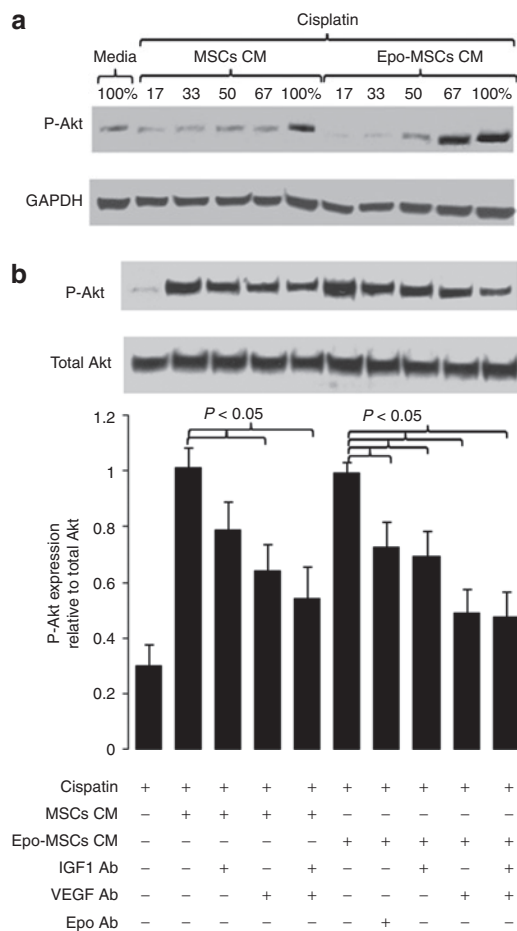 a
Cisplatin
Media MSCs CM Epo-MSCs CM
100% 17 33 50 67 100% 17 33 50 67 100%
P-Akt
GAPDH
b
P-Akt
Total Akt
P-Akt expression
relative to total Akt
1.2
1
0.8
0.6
0.4
0.2
0
P < 0.05 P < 0.05
Cispatin + + + + + + + + + +
MSCs CM – + + + + – – – – –
Epo-MSCs CM – – – – – + + + + +
IGF1 Ab – – + – + – – + – +
VEGF Ab – – – + + – – – + +
Epo Ab – – – – – – + – – –